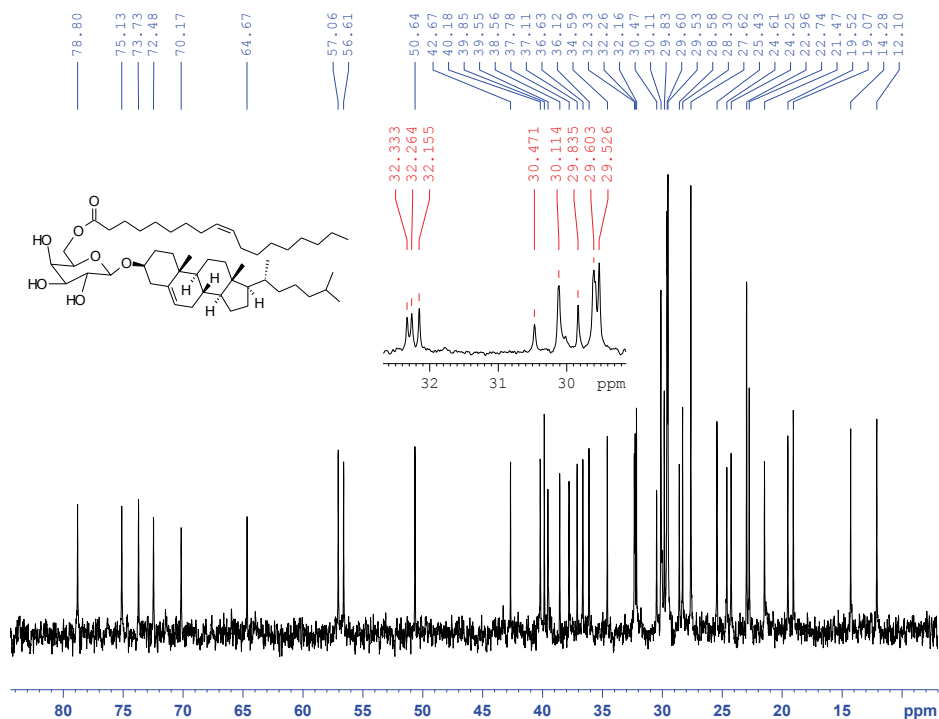 78.80 75.13 73.73 72.48 70.17 64.67 57.06 56.61 50.64 42.67 40.18 39.85 39.55 38.56 37.78 37.11 36.63 36.12 34.59 32.33 32.26 32.16 30.47 30.11 29.83 29.60 29.53 28.58 28.30 27.62 25.43 24.61 24.25 22.96 22.74 21.47 19.52 19.07 14.28 12.10
32.333 32.264 32.155 30.471 30.114 29.835 29.603 29.526
O
O
HO
O
O
HO
HO
H
H
H
H
32 31 30 ppm
80 75 70 65 60 55 50 45 40 35 30 25 20 15 ppm